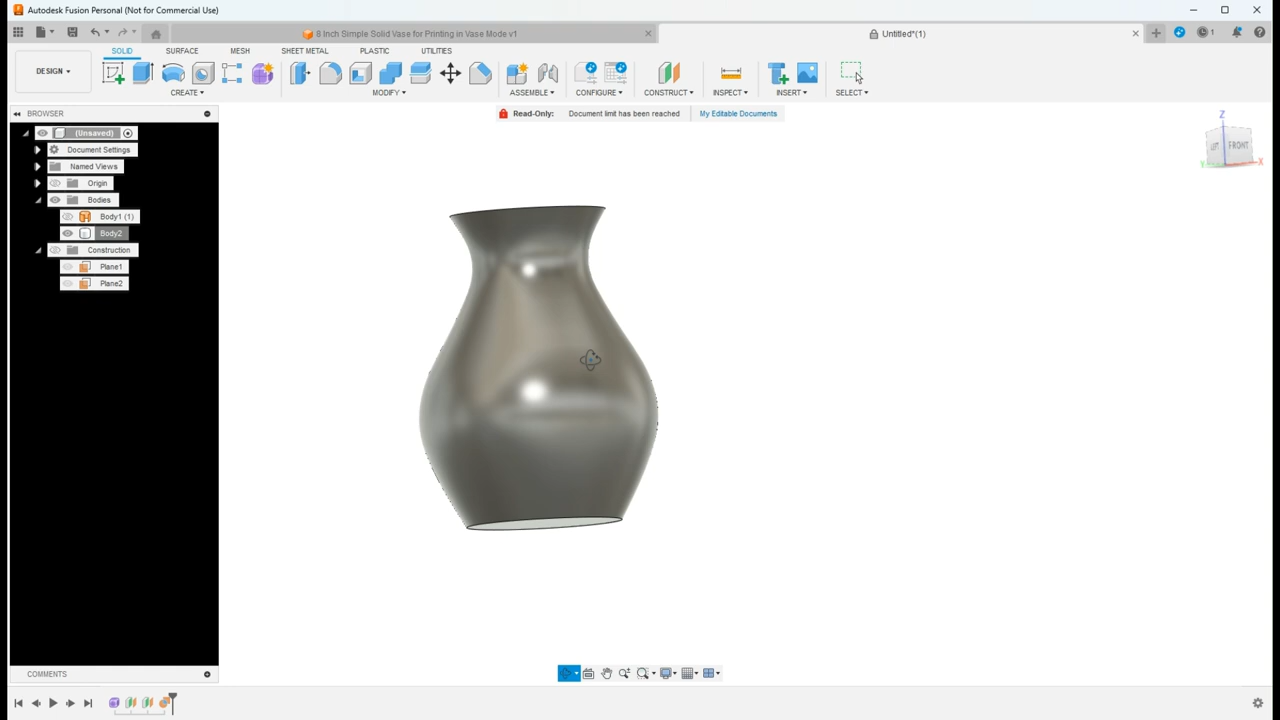 Autodesk Fusion Personal (Not for Commercial Use)
8 Inch Simple Solid Vase for Printing in Vase Mode v1
Untitled*(1)
1
SOLID
SURFACE
MESH
SHEET METAL
PLASTIC
UTILITIES
DESIGN
CREATE
MODIFY
ASSEMBLE
CONFIGURE
CONSTRUCT
INSPECT
INSERT
SELECT
BROWSER
Read-Only: Document limit has been reached My Editable Documents
(Unsaved)
Document Settings
Named Views
Origin
Bodies
Body1 (1)
Body2
Construction
Plane1
Plane2
Z
FRONT
Y
X
COMMENTS